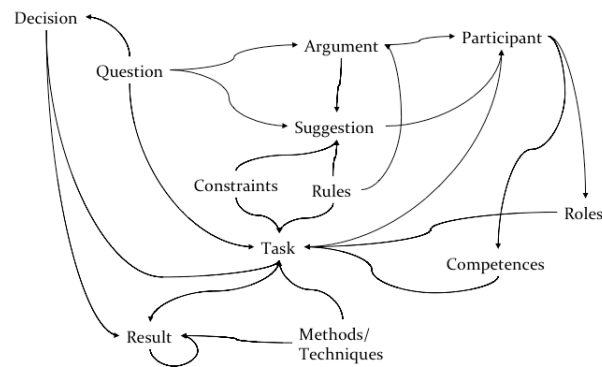 Decision
Argument
Participant
Question
Suggestion
Constraints
Rules
Roles
Task
Competences
Result
Methods/
Techniques